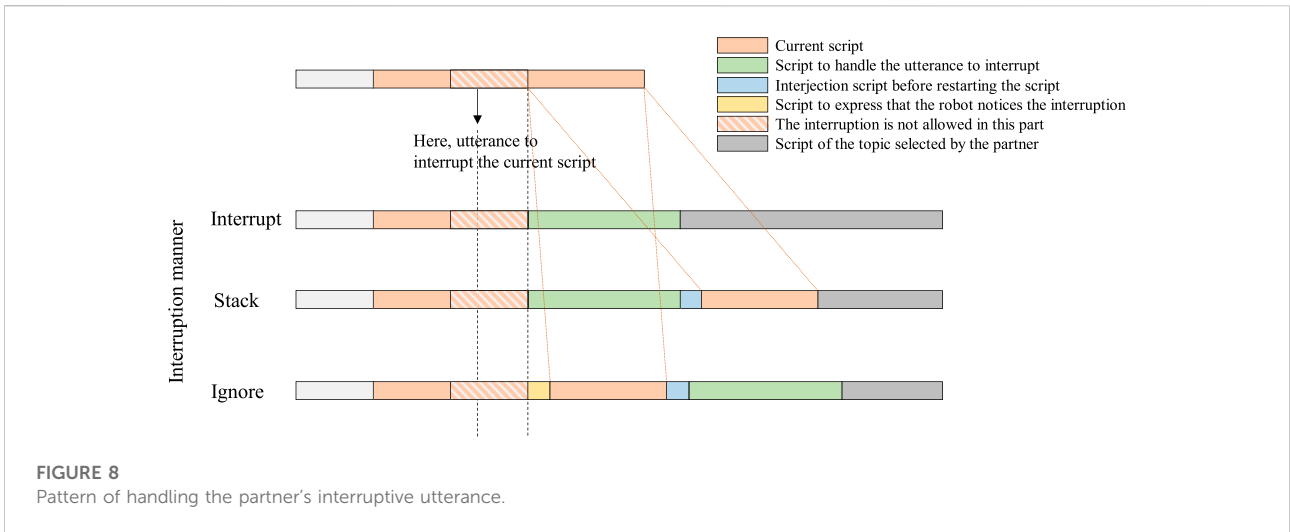 Current script
Script to handle the utterance to interrupt
Interjection script before restarting the script
Script to express that the robot notices the interruption
The interruption is not allowed in this part
Script of the topic selected by the partner
Here, utterance to
interrupt the current script
Interruption manner
Interrupt
Stack
Ignore
FIGURE 8
Pattern of handling the partner’s interruptive utterance.